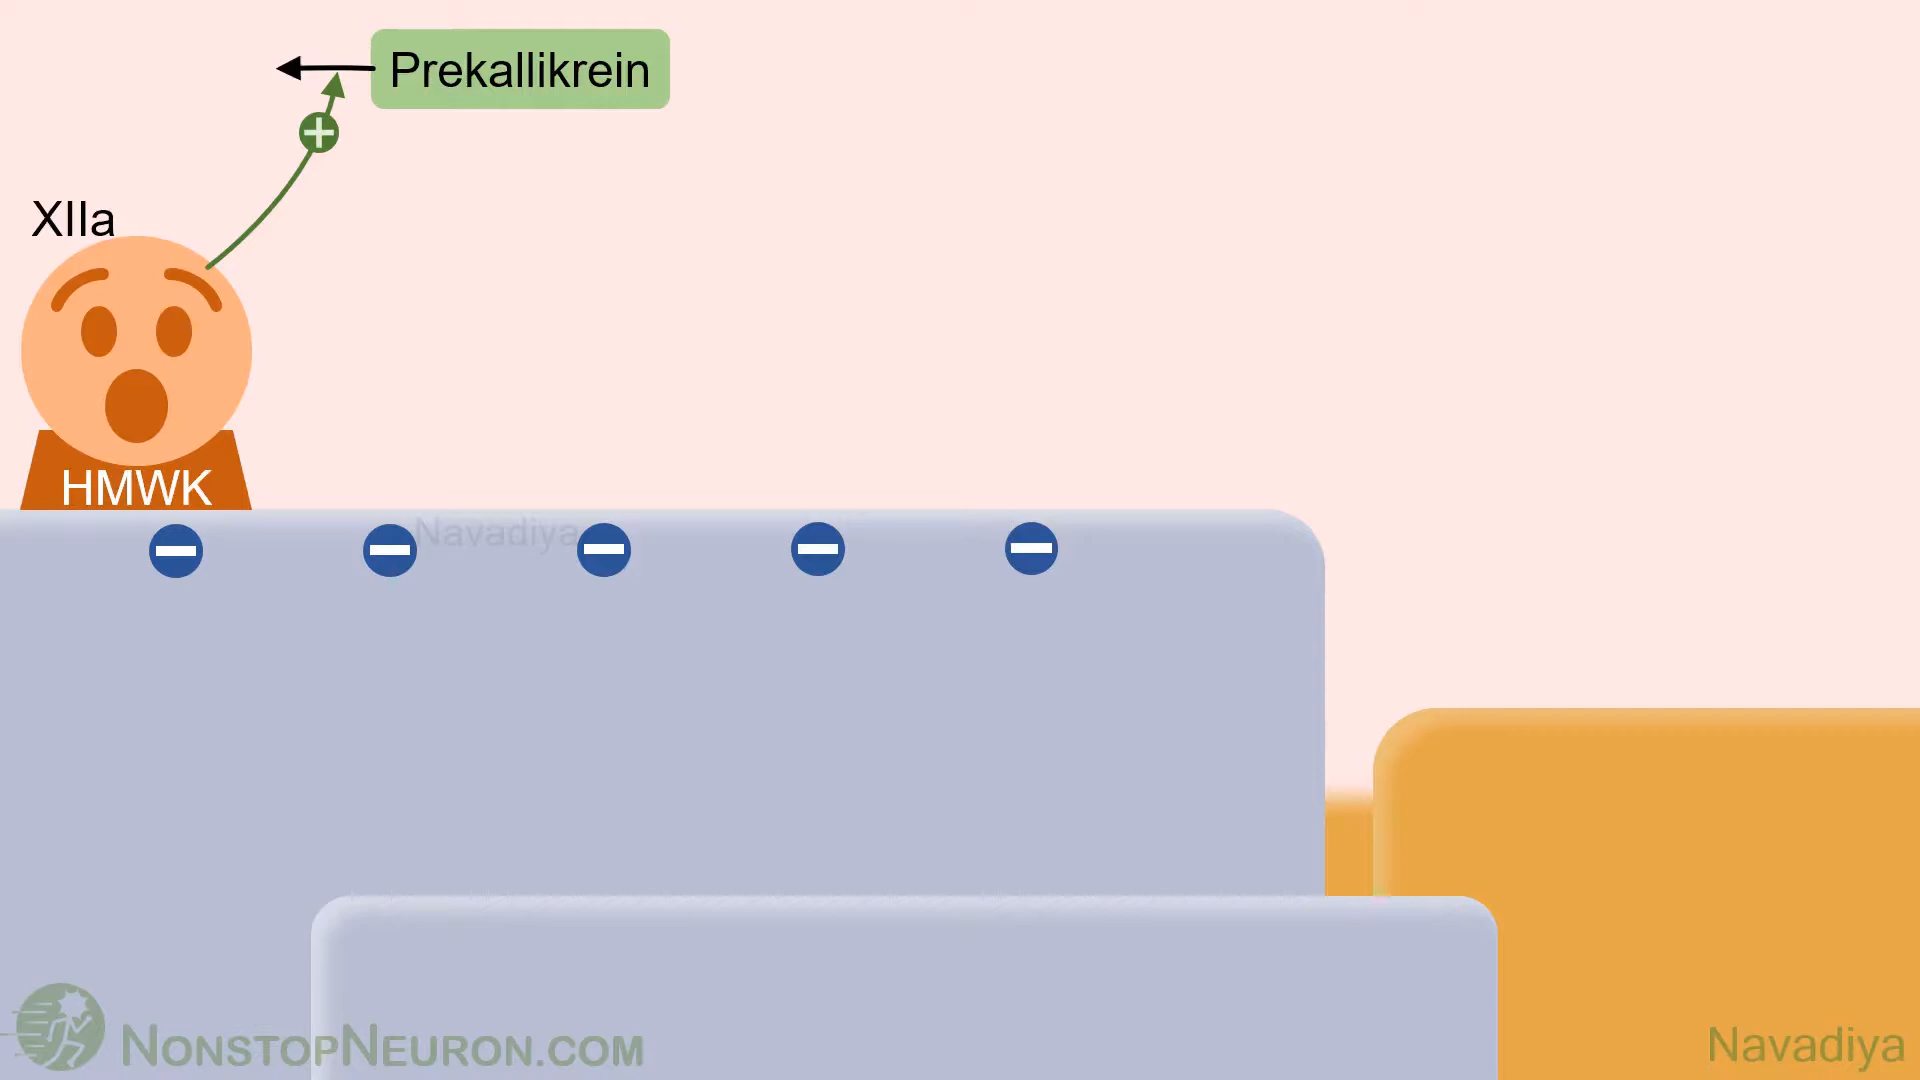 Prekallikrein
XIIa
HMWK
Navadiya
NONSTOPNEURON.COM
Navadiya